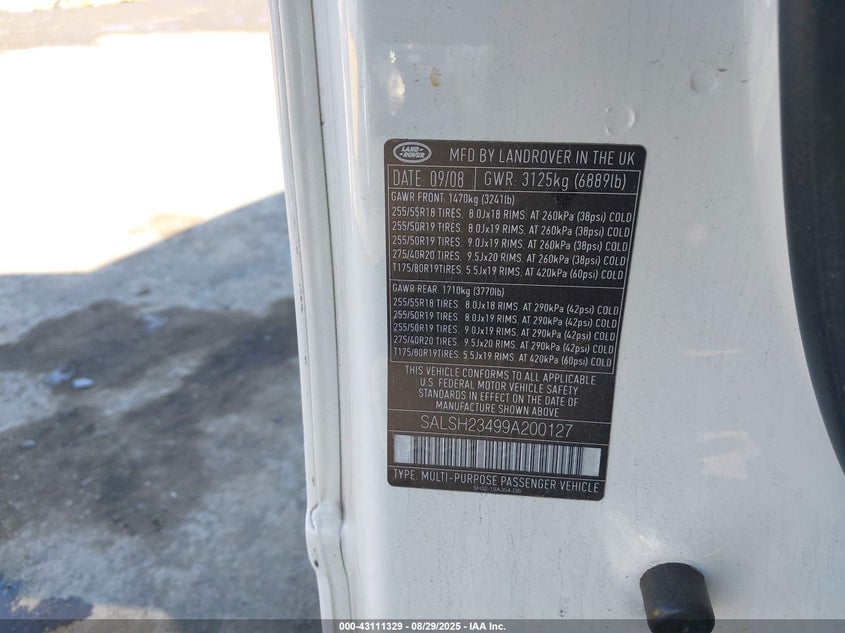 LAND ROVER
MFD BY LANDROVER IN THE UK
DATE: 09/08 GWR: 3125kg (6889lb)
GAWR FRONT: 1470kg (3241lb)
255/55R18 TIRES. 8.0Jx18 RIMS. AT 260kPa (38psi) COLD
255/50R19 TIRES. 8.0Jx19 RIMS. AT 260kPa (38psi) COLD
255/50R19 TIRES. 9.0Jx19 RIMS. AT 260kPa (38psi) COLD
275/40R20 TIRES. 9.5Jx20 RIMS. AT 260kPa (38psi) COLD
T175/80R19TIRES. 5.5Jx19 RIMS. AT 420kPa (60psi) COLD
GAWR REAR: 1710kg (3770lb)
255/55R18 TIRES. 8.0Jx18 RIMS. AT 290kPa (42psi) COLD
255/50R19 TIRES. 8.0Jx19 RIMS. AT 290kPa (42psi) COLD
255/50R19 TIRES. 9.0Jx19 RIMS. AT 290kPa (42psi) COLD
275/40R20 TIRES. 9.5Jx20 RIMS. AT 290kPa (42psi) COLD
T175/80R19TIRES. 5.5Jx19 RIMS. AT 420kPa (60psi) COLD
THIS VEHICLE CONFORMS TO ALL APPLICABLE
U.S. FEDERAL MOTOR VEHICLE SAFETY
STANDARDS IN EFFECT ON THE DATE OF
MANUFACTURE SHOWN ABOVE
SALSH23499A200127
TYPE: MULTI-PURPOSE PASSENGER VEHICLE
000-43111329 - 08/29/2025 - IAA Inc.